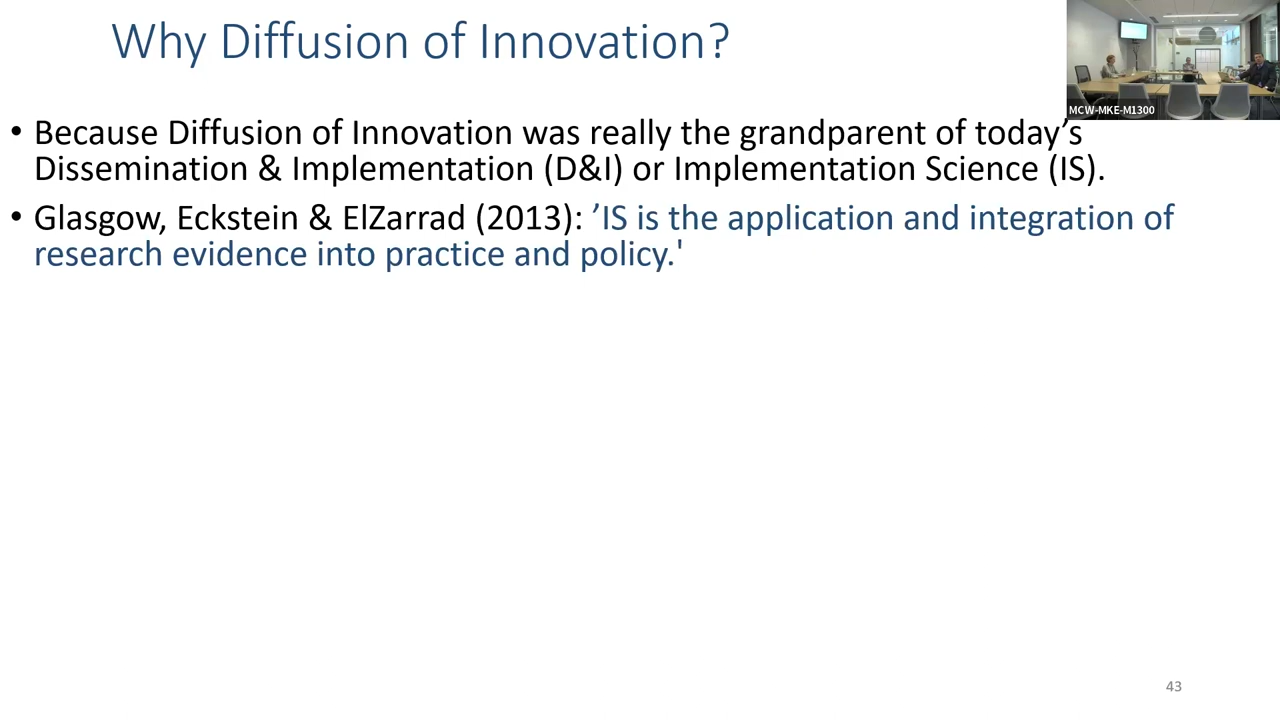 Why Diffusion of Innovation?
MCW-MKE-M1300
• Because Diffusion of Innovation was really the grandparent of today’s
Dissemination & Implementation (D&I) or Implementation Science (IS).
• Glasgow, Eckstein & ElZarrad (2013): ’IS is the application and integration of
research evidence into practice and policy.'
43